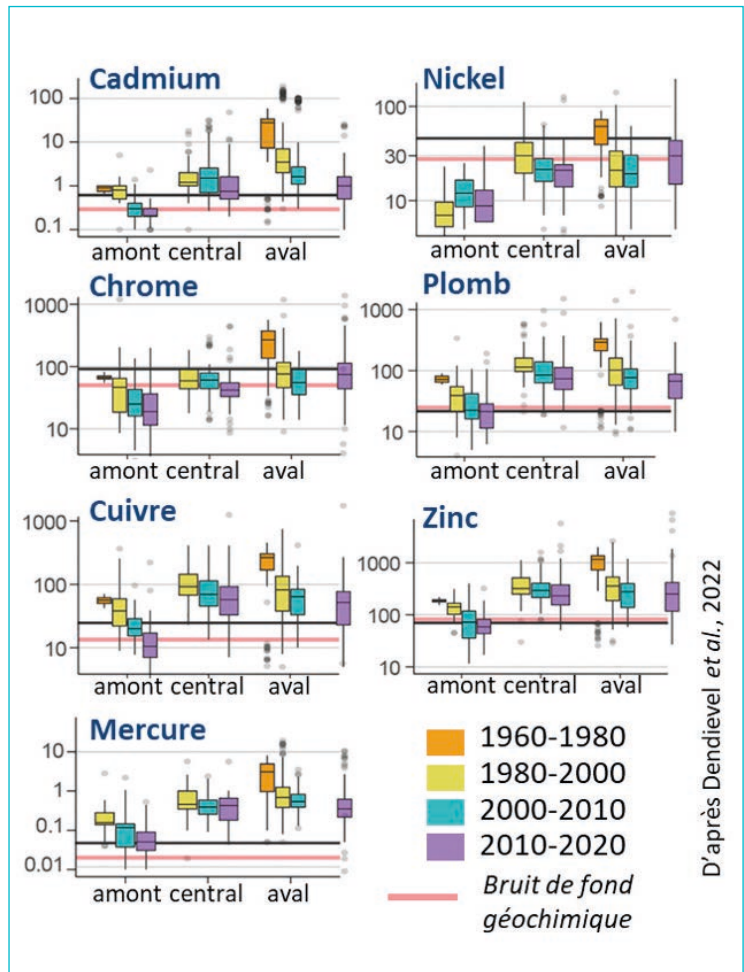 Cadmium
100
10
1
0.1
amont central aval
Nickel
100
30
10
amont central aval
Chrome
1000
100
10
amont central aval
Plomb
1000
100
10
amont central aval
Cuivre
1000
100
10
amont central aval
Zinc
1000
100
10
amont central aval
Mercure
10
1
0.1
0.01
amont central aval
1960-1980
1980-2000
2000-2010
2010-2020
Bruit de fond
géochimique
D'après Dendievel et al., 2022